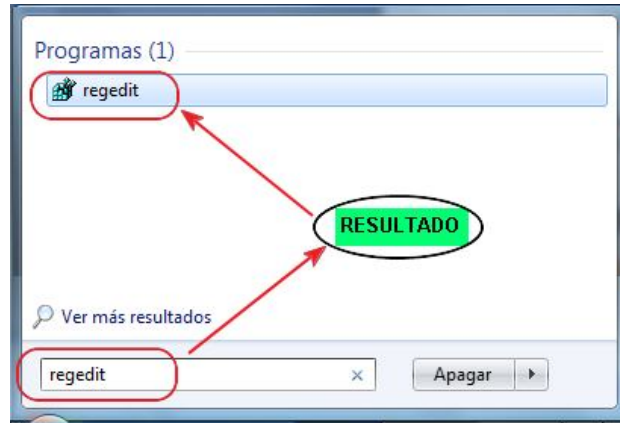 Programas (1)
regedit
RESULTADO
Ver más resultados
regedit
Apagar